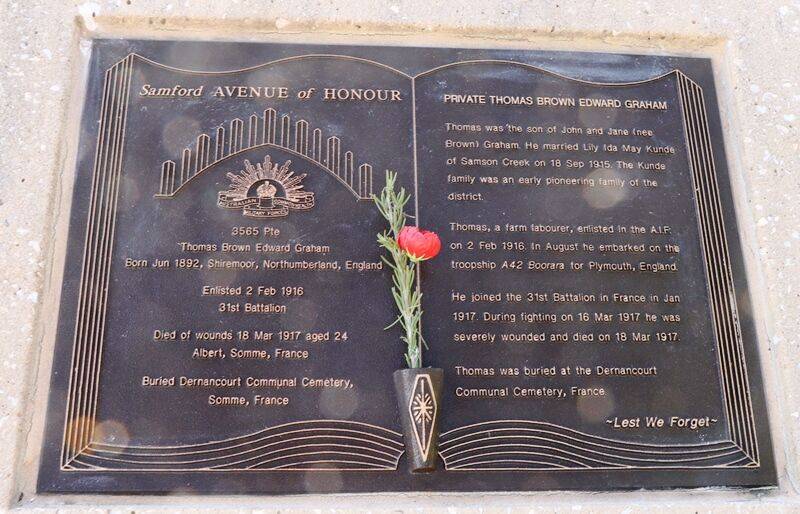 Samford AVENUE of HONOUR
AUSTRALIAN COMMONWEALTH
MILITARY FORCES
3565 Pte
Thomas Brown Edward Graham
Born Jun 1892, Shiremoor, Northumberland, England
Enlisted 2 Feb 1916
31st Battalion
Died of wounds 18 Mar 1917 aged 24
Albert, Somme, France
Buried Dernancourt Communal Cemetery,
Somme, France
PRIVATE THOMAS BROWN EDWARD GRAHAM
Thomas was the son of John and Jane (nee
Brown) Graham. He married Lily Ida May Kunde
of Samson Creek on 18 Sep 1915. The Kunde
family was an early pioneering family of the
district.
Thomas, a farm labourer, enlisted in the A.I.F.
on 2 Feb 1916. In August he embarked on the
troopship A42 Boorara for Plymouth, England.
He joined the 31st Battalion in France in Jan
1917. During fighting on 16 Mar 1917 he was
severely wounded and died on 18 Mar 1917.
Thomas was buried at the Dernancourt
Communal Cemetery, France
~Lest We Forget~